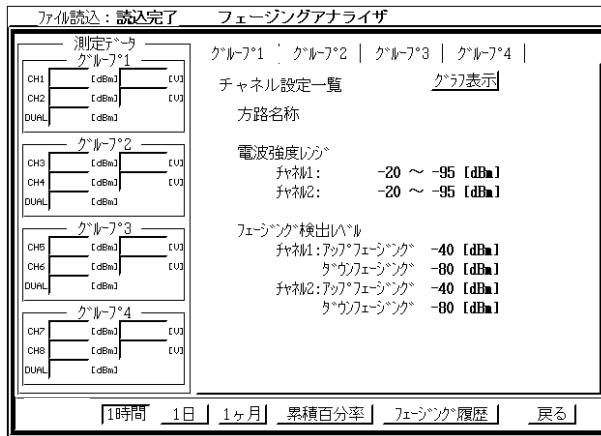 ファイル読込：読込完了　フェージングアナライザ
測定データ
グループ1
CH1 [dBm] [V]
CH2 [dBm] [V]
DUAL [dBm]
グループ2
CH3 [dBm] [V]
CH4 [dBm] [V]
DUAL [dBm]
グループ3
CH5 [dBm] [V]
CH6 [dBm] [V]
DUAL [dBm]
グループ4
CH7 [dBm] [V]
CH8 [dBm] [V]
DUAL [dBm]
グループ1 | グループ2 | グループ3 | グループ4 |
チャネル設定一覧　グラフ表示
方路名称
電波強度レンジ
チャネル1:　-20 ～ -95 [dBm]
チャネル2:　-20 ～ -95 [dBm]
フェージング検出レベル
チャネル1:アップフェージング　-40 [dBm]
ダウンフェージング　-80 [dBm]
チャネル2:アップフェージング　-40 [dBm]
ダウンフェージング　-80 [dBm]
1時間　1日　1ヶ月　累積百分率　フェージング履歴　戻る